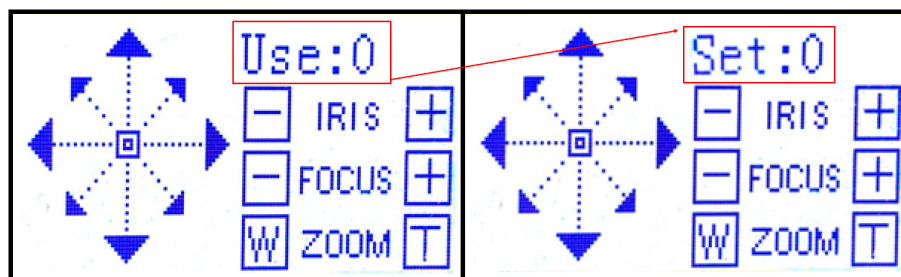 Use:0
− IRIS +
− FOCUS +
W ZOOM T
Set:0
− IRIS +
− FOCUS +
W ZOOM T